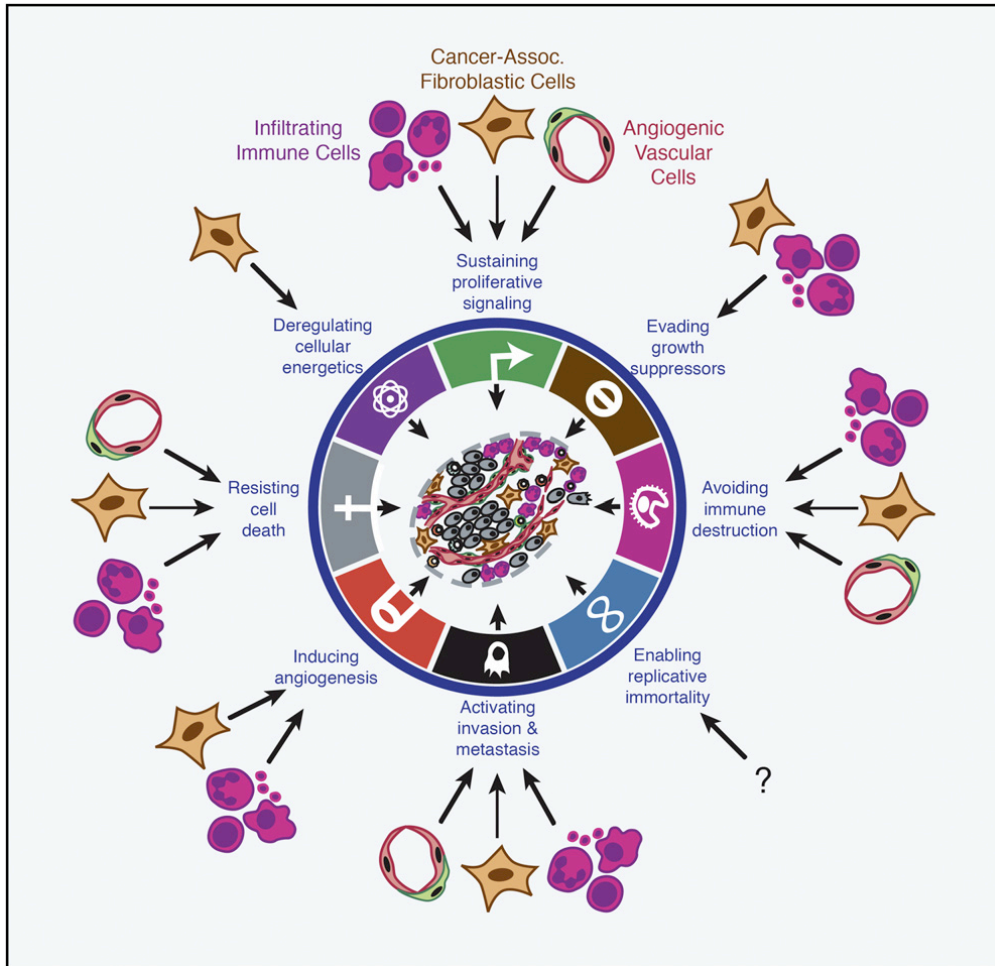 Cancer-Assoc.
Fibroblastic Cells
Infiltrating
Immune Cells
Angiogenic
Vascular
Cells
Sustaining
proliferative
signaling
Deregulating
cellular
energetics
Evading
growth
suppressors
Resisting
cell
death
Avoiding
immune
destruction
Inducing
angiogenesis
Enabling
replicative
immortality
Activating
invasion &
metastasis
?